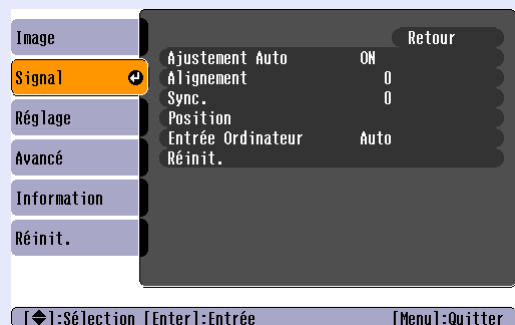 Image
Signal
Réglage
Avancé
Information
Réinit.
Retour
Ajustement Auto ON
Alignement 0
Sync. 0
Position
Entrée Ordinateur Auto
Réinit.
[◆]:Sélection [Enter]:Entrée [Menu]:Quitter